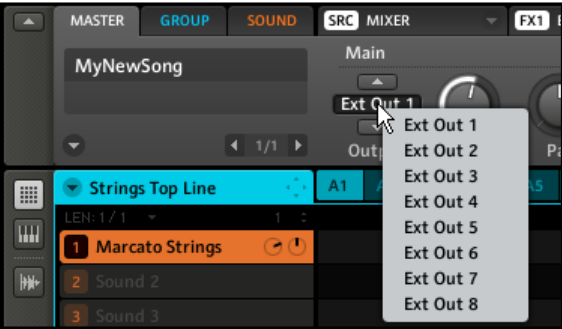 MASTER GROUP SOUND SRC MIXER FX1
MyNewSong
Main
Ext Out 1
1/1
Ext Out 1
Ext Out 2
Ext Out 3
Ext Out 4
Ext Out 5
Ext Out 6
Ext Out 7
Ext Out 8
Strings Top Line
A1
A5
LEN: 1 / 1
1
1 Marcato Strings
2 Sound 2
3 Sound 3